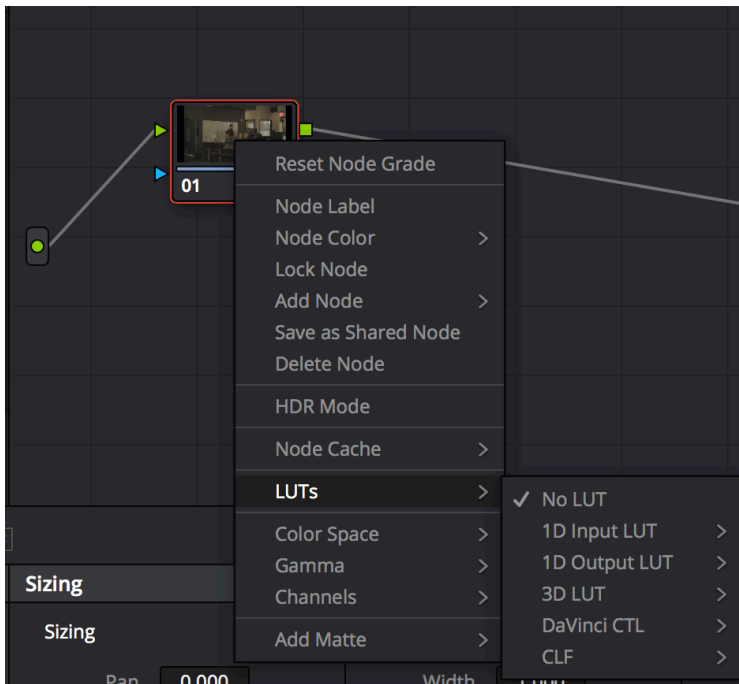 01
Reset Node Grade
Node Label
Node Color
Lock Node
Add Node
Save as Shared Node
Delete Node
HDR Mode
Node Cache
LUTs
Color Space
Gamma
Channels
Add Matte
No LUT
1D Input LUT
1D Output LUT
3D LUT
DaVinci CTL
CLF
Sizing
Sizing
Pan 0.000 Width 1.000